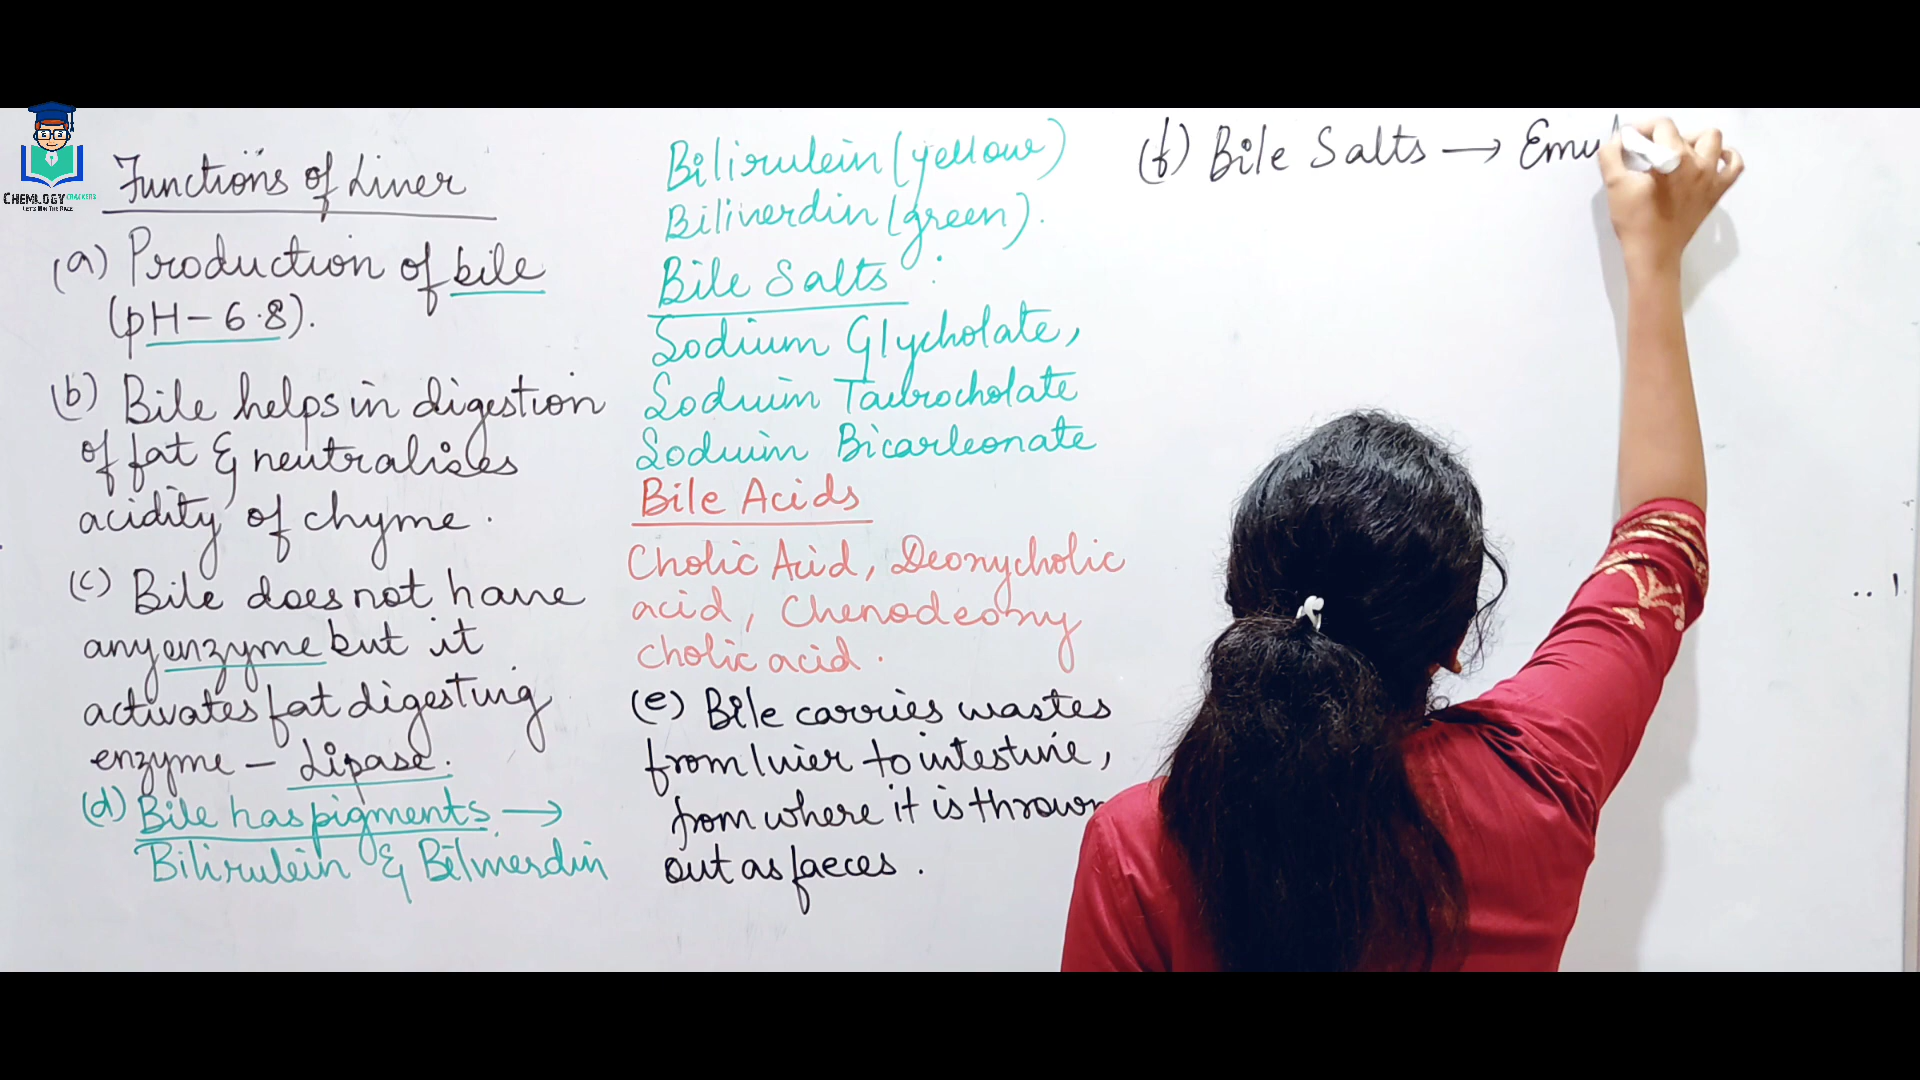 CHEMLOGY CRACKERS
Functions of Liver
(a) Production of bile
(pH-6.8).
(b) Bile helps in digestion
of fat & neutralises
acidity of chyme.
(c) Bile does not have
any enzyme but it
activates fat digesting
enzyme - Lipase.
(d) Bile has pigments →
Bilirubin & Biliverdin
Bilirubin (yellow)
Biliverdin (green).
Bile Salts :
Sodium Glycholate,
Sodium Taurocholate
Sodium Bicarbonate
Bile Acids
Cholic Acid, Deoxycholic
acid, Chenodeoxy
cholic acid.
(e) Bile carries wastes
from liver to intestine,
from where it is thrown
out as faeces.
(f) Bile Salts → Emul